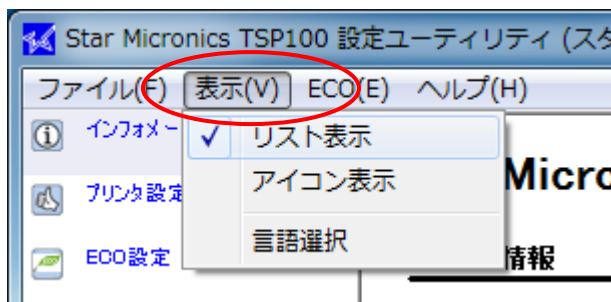 Star Micronics TSP100 設定ユーティリティ (スタ
ファイル(F) 表示(V) ECO(E) ヘルプ(H)
インフォメー
リスト表示
アイコン表示
Micro
プリンタ設定
言語選択
ECO設定
情報